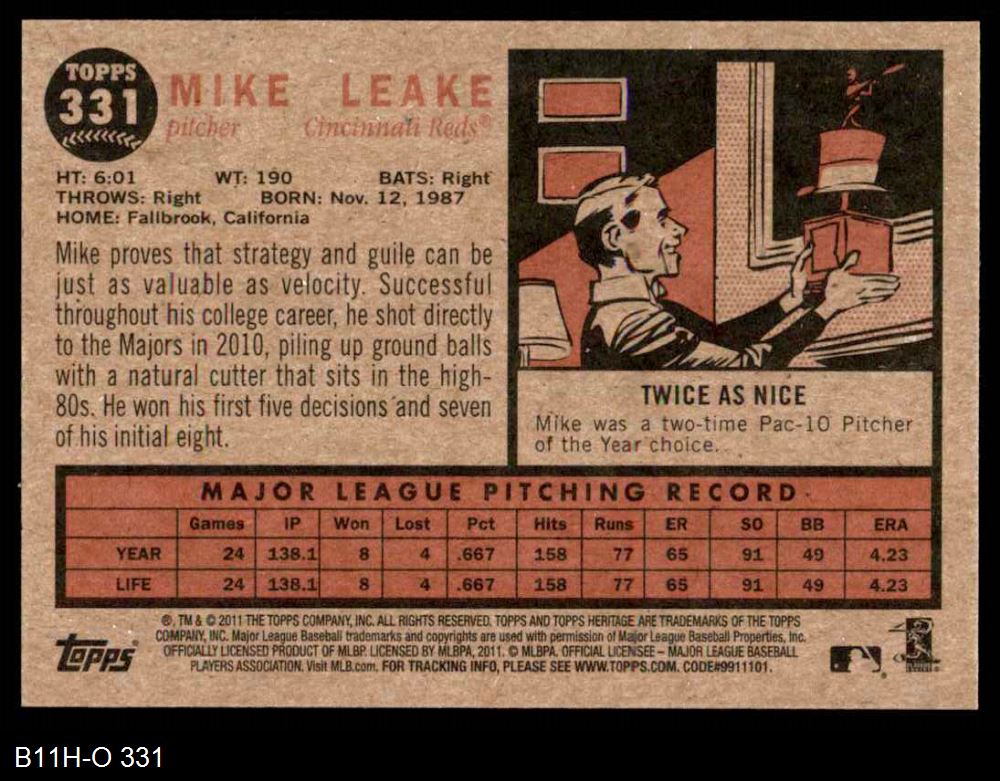 TOPPS
331
MIKE LEAKE
pitcher Cincinnati Reds®
HT: 6:01 WT: 190 BATS: Right
THROWS: Right BORN: Nov. 12, 1987
HOME: Fallbrook, California
Mike proves that strategy and guile can be
just as valuable as velocity. Successful
throughout his college career, he shot directly
to the Majors in 2010, piling up ground balls
with a natural cutter that sits in the high-
80s. He won his first five decisions and seven
of his initial eight.
TWICE AS NICE
Mike was a two-time Pac-10 Pitcher
of the Year choice.
MAJOR LEAGUE PITCHING RECORD
Games IP Won Lost Pct Hits Runs ER SO BB ERA
YEAR 24 138.1 8 4 .667 158 77 65 91 49 4.23
LIFE 24 138.1 8 4 .667 158 77 65 91 49 4.23
®, TM & © 2011 THE TOPPS COMPANY, INC. ALL RIGHTS RESERVED. TOPPS AND TOPPS HERITAGE ARE TRADEMARKS OF THE TOPPS
COMPANY, INC. Major League Baseball trademarks and copyrights are used with permission of Major League Baseball Properties, Inc.
OFFICIALLY LICENSED PRODUCT OF MLBP. LICENSED BY MLBPA, 2011. © MLBPA. OFFICIAL LICENSEE – MAJOR LEAGUE BASEBALL
PLAYERS ASSOCIATION. Visit MLB.com. FOR TRACKING INFO, PLEASE SEE WWW.TOPPS.COM. CODE#9911101.
Topps
B11H-O 331